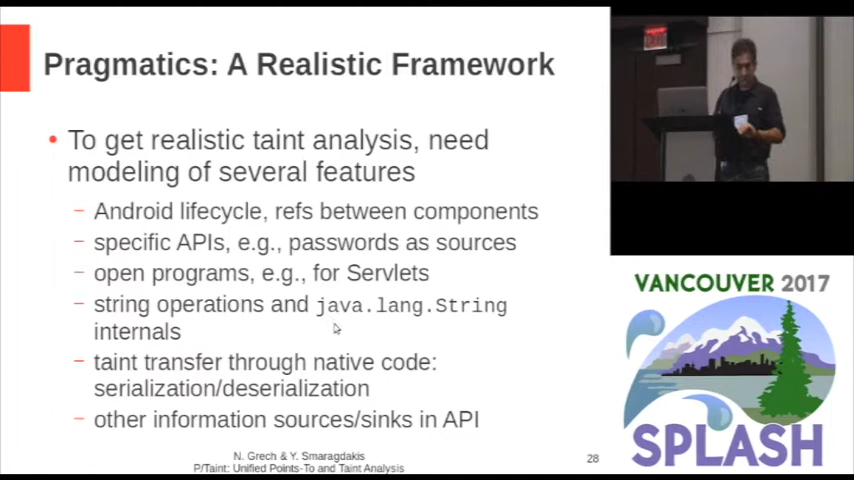 Pragmatics: A Realistic Framework
• To get realistic taint analysis, need
modeling of several features
– Android lifecycle, refs between components
– specific APIs, e.g., passwords as sources
– open programs, e.g., for Servlets
– string operations and java.lang.String
internals
– taint transfer through native code:
serialization/deserialization
– other information sources/sinks in API
N. Grech & Y. Smaragdakis
P/Taint: Unified Points-To and Taint Analysis
28
EXIT
VANCOUVER 2017
SPLASH